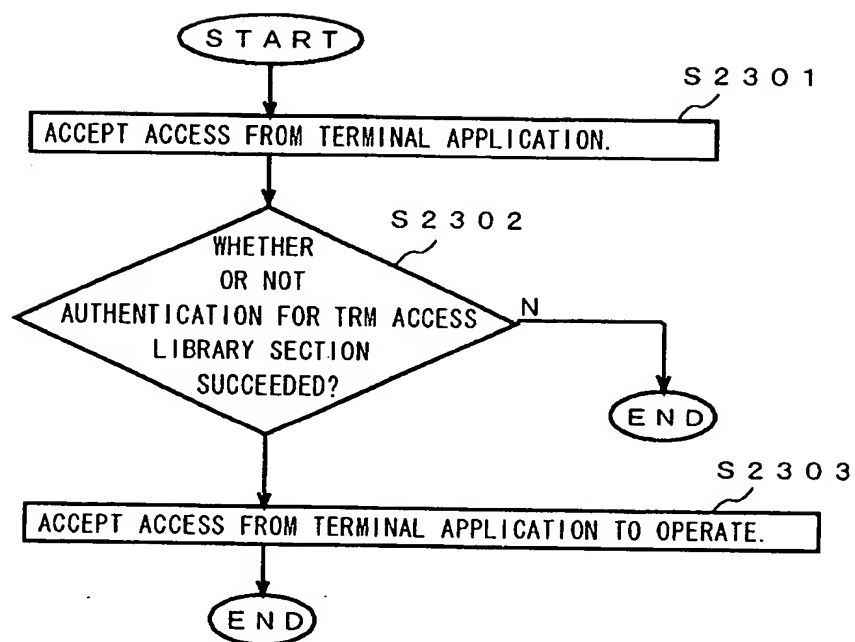 START
S2301
ACCEPT ACCESS FROM TERMINAL APPLICATION.
S2302
WHETHER
OR NOT
AUTHENTICATION FOR TRM ACCESS
LIBRARY SECTION
SUCCEEDED?
N
END
S2303
ACCEPT ACCESS FROM TERMINAL APPLICATION TO OPERATE.
END